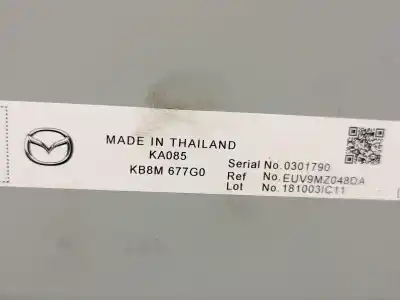 MADE IN THAILAND
KA085
KB8M 677G0
Serial No.0301790
Ref No.EUV9MZ048DA
Lot No.181003IC11